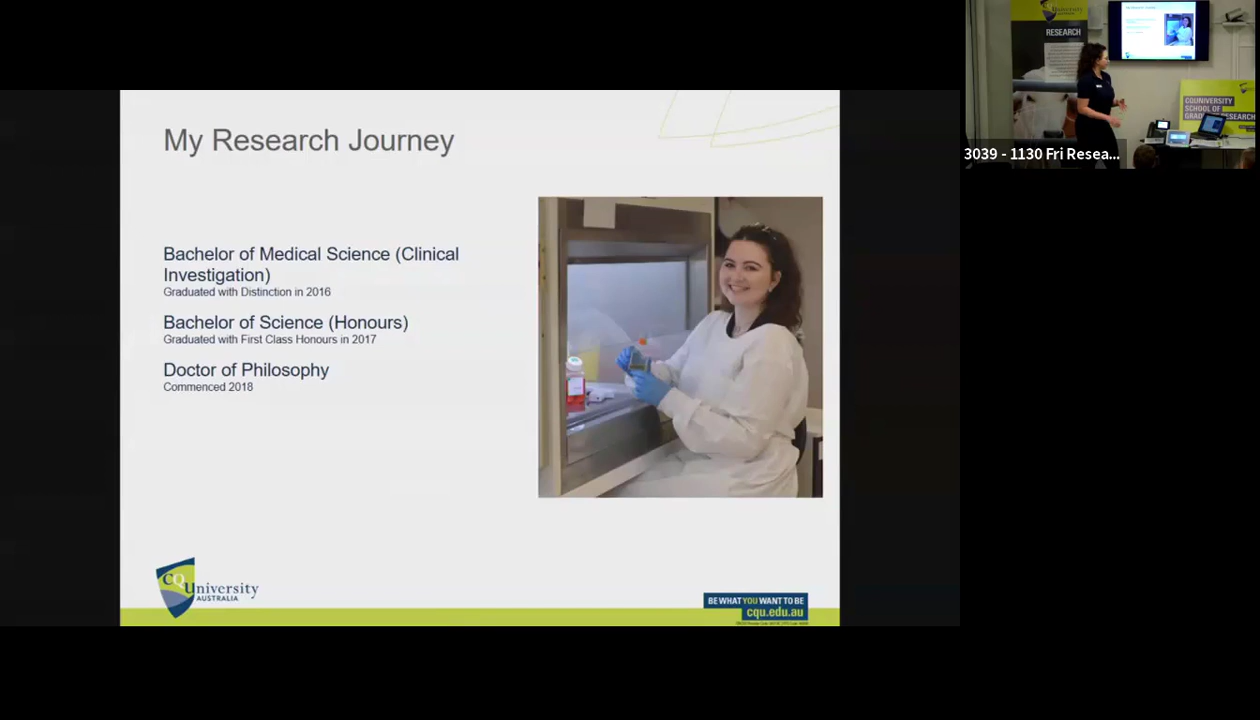 My Research Journey
Bachelor of Medical Science (Clinical
Investigation)
Graduated with Distinction in 2016
Bachelor of Science (Honours)
Graduated with First Class Honours in 2017
Doctor of Philosophy
Commenced 2018
CQUniversity
AUSTRALIA
BE WHAT YOU WANT TO BE
cqu.edu.au
University
RESEARCH
CQUNIVERSITY
SCHOOL OF
GRADUATE RESEARCH
3039 - 1130 Fri Resea...